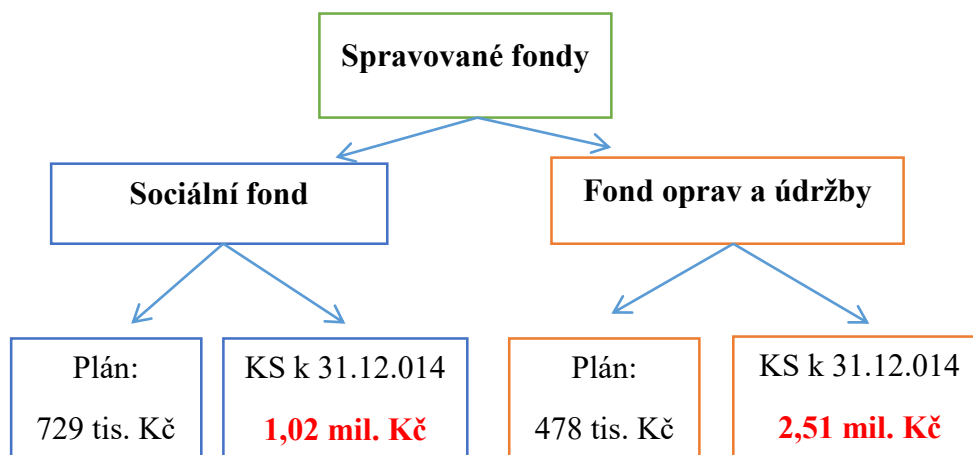 Spravované fondy
Sociální fond
Fond oprav a údržby
Plán:
729 tis. Kč
KS k 31.12.014
1,02 mil. Kč
Plán:
478 tis. Kč
KS k 31.12.014
2,51 mil. Kč